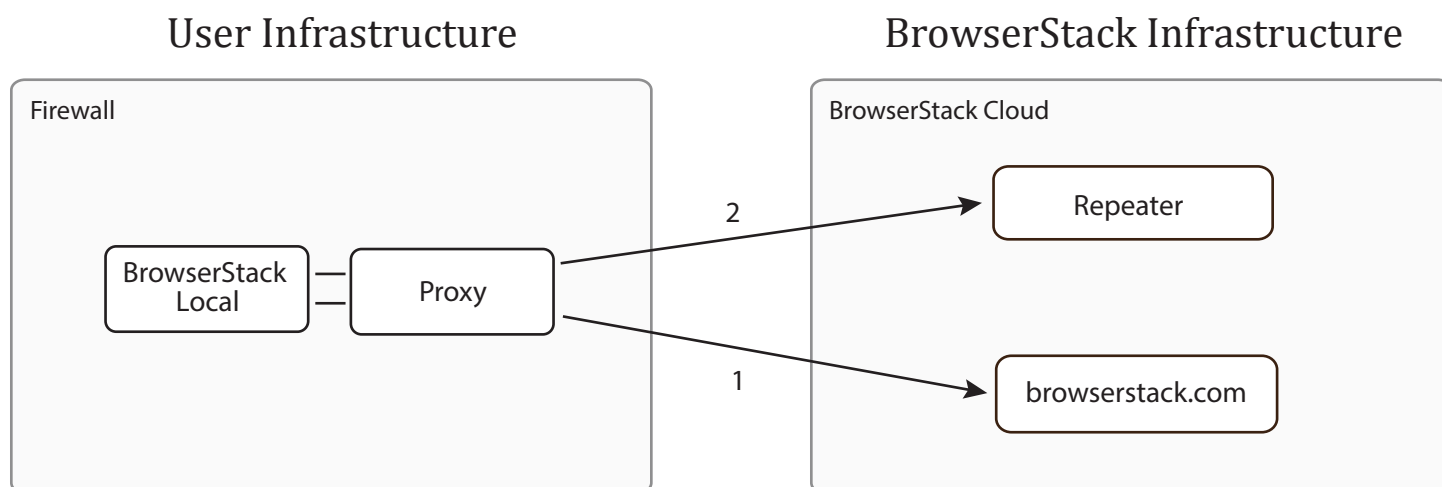 User Infrastructure
BrowserStack Infrastructure
Firewall
BrowserStack Cloud
2
Repeater
BrowserStack
Local
Proxy
1
browserstack.com